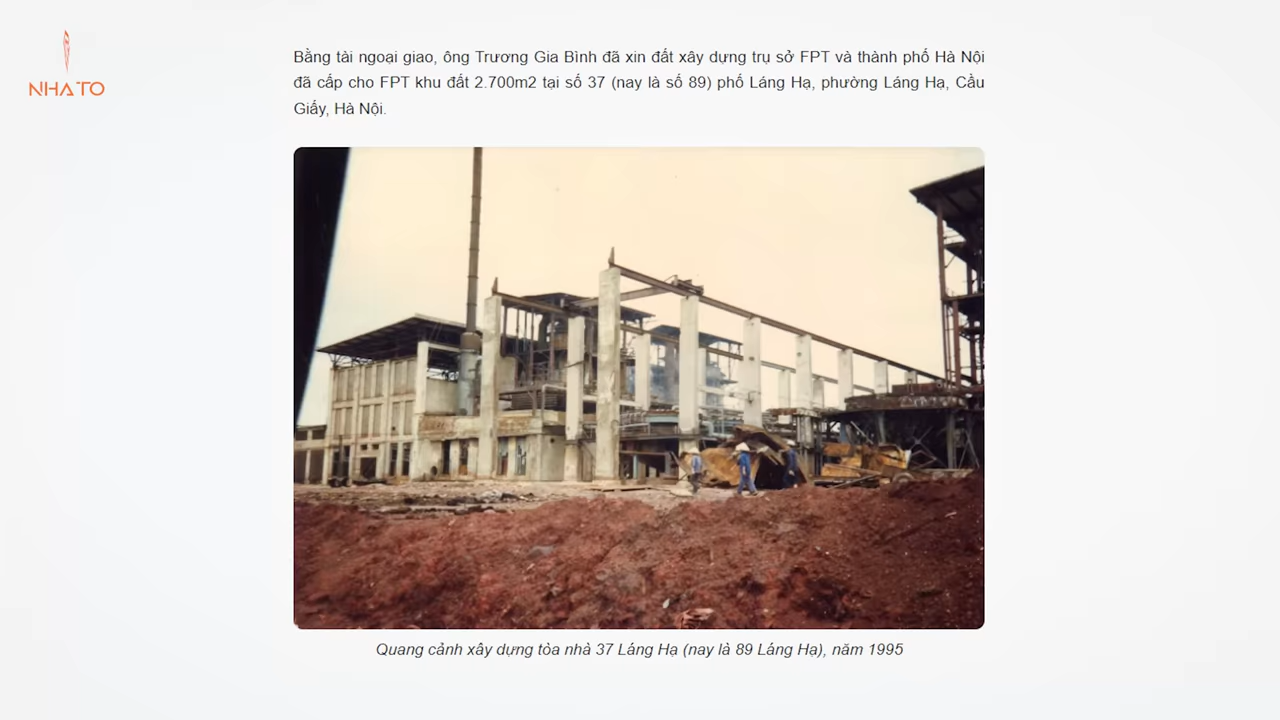 NHATO
Bằng tài ngoại giao, ông Trương Gia Bình đã xin đất xây dựng trụ sở FPT và thành phố Hà Nội
đã cấp cho FPT khu đất 2.700m2 tại số 37 (nay là số 89) phố Láng Hạ, phường Láng Hạ, Cầu
Giấy, Hà Nội.
Quang cảnh xây dựng tòa nhà 37 Láng Hạ (nay là 89 Láng Hạ), năm 1995